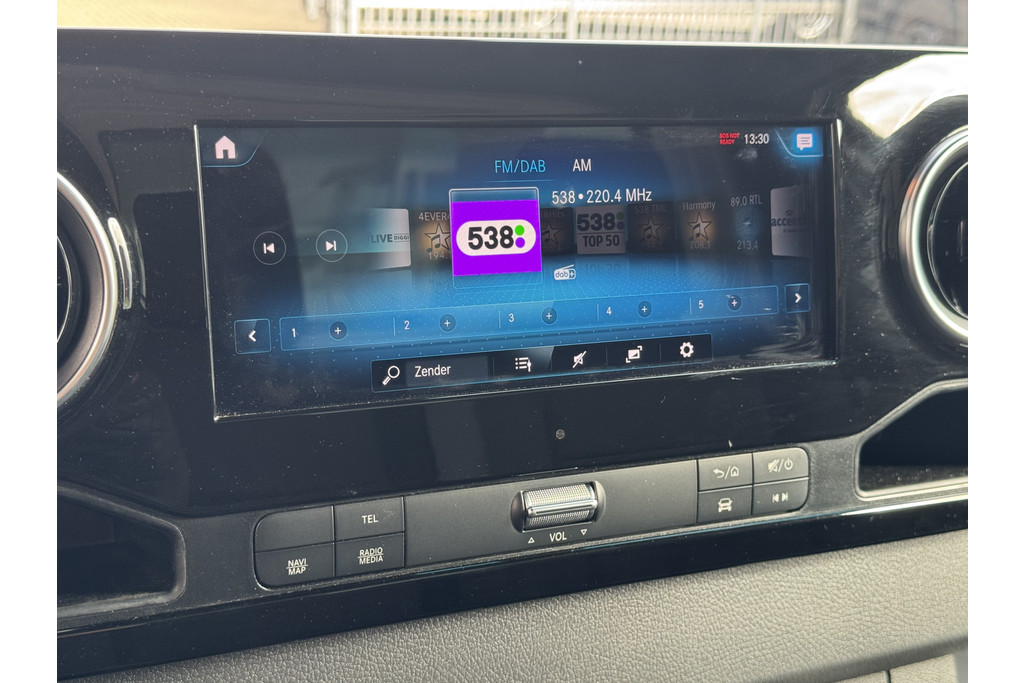 SOS NOT
READY
13:30
FM/DAB AM
538 • 220.4 MHz
LIVE
4EVER
194
538
538
TOP 50
Harmony
89.0 RTL
213,4
dab+
1 + 2 + 3 + 4 + 5 +
Zender
TEL
NAVI
MAP
RADIO
MEDIA
VOL